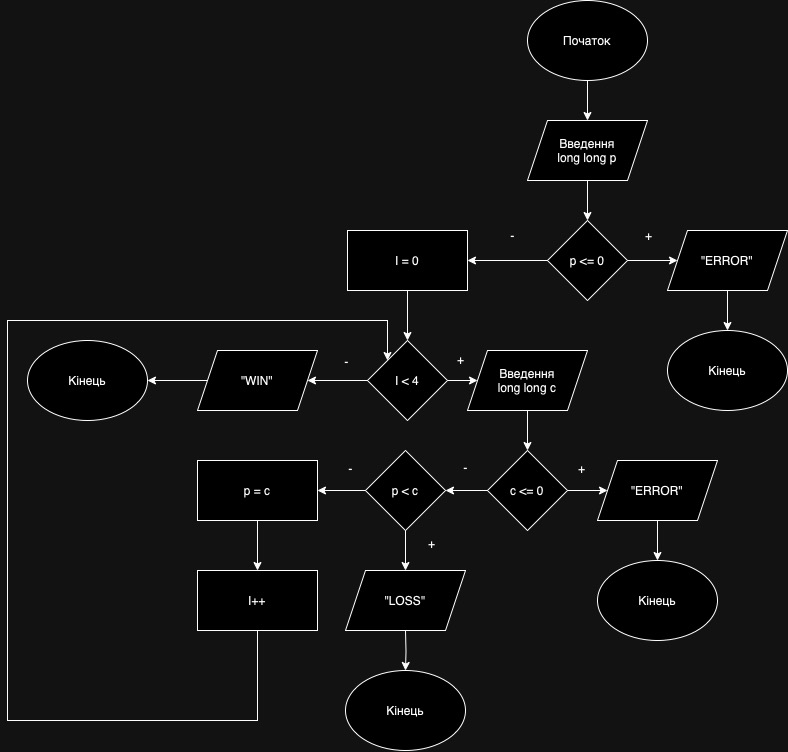 Початок
Введення
long long p
-
+
I = 0
p <= 0
"ERROR"
-
+
Кінець
"WIN"
I < 4
Введення
long long c
Кінець
-
-
+
p = c
p < c
c <= 0
"ERROR"
+
I++
"LOSS"
Кінець
Кінець